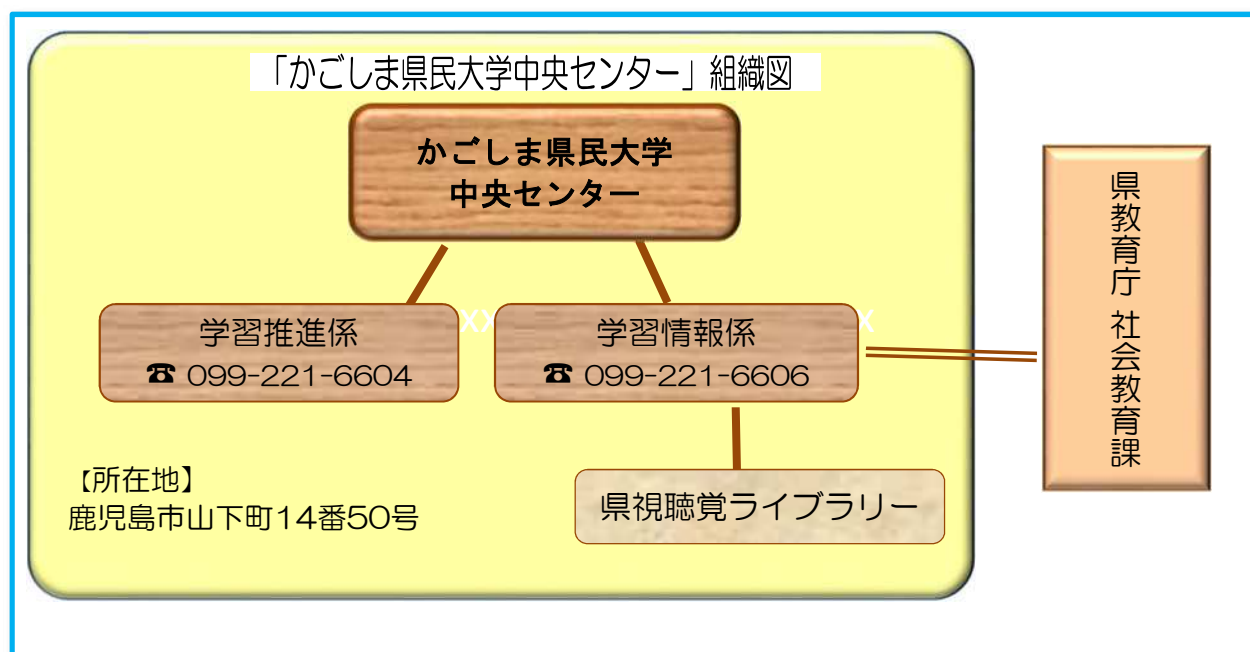 「かごしま県民大学中央センター」組織図
かごしま県民大学
中央センター
学習推進係
☎ 099-221-6604
xx
学習情報係
☎ 099-221-6606
x
県視聴覚ライブラリー
【所在地】
鹿児島市山下町14番50号
県教育庁 社会教育課